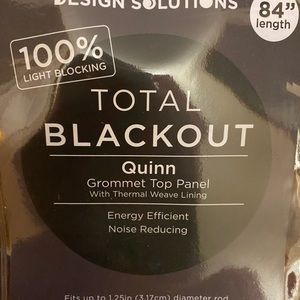 DESIGN SOLUTIONS
84"
length
100%
LIGHT BLOCKING
TOTAL
BLACKOUT
Quinn
Grommet Top Panel
With Thermal Weave Lining
Energy Efficient
Noise Reducing
Fits up to 1.25in (3.17cm) diameter rod